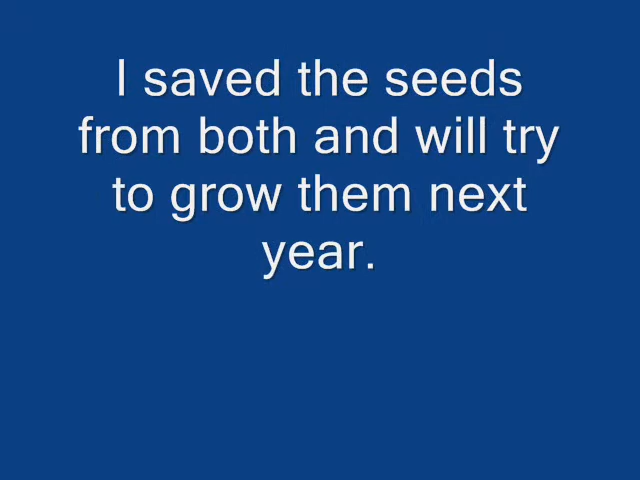 I saved the seeds
from both and will try
to grow them next
year.